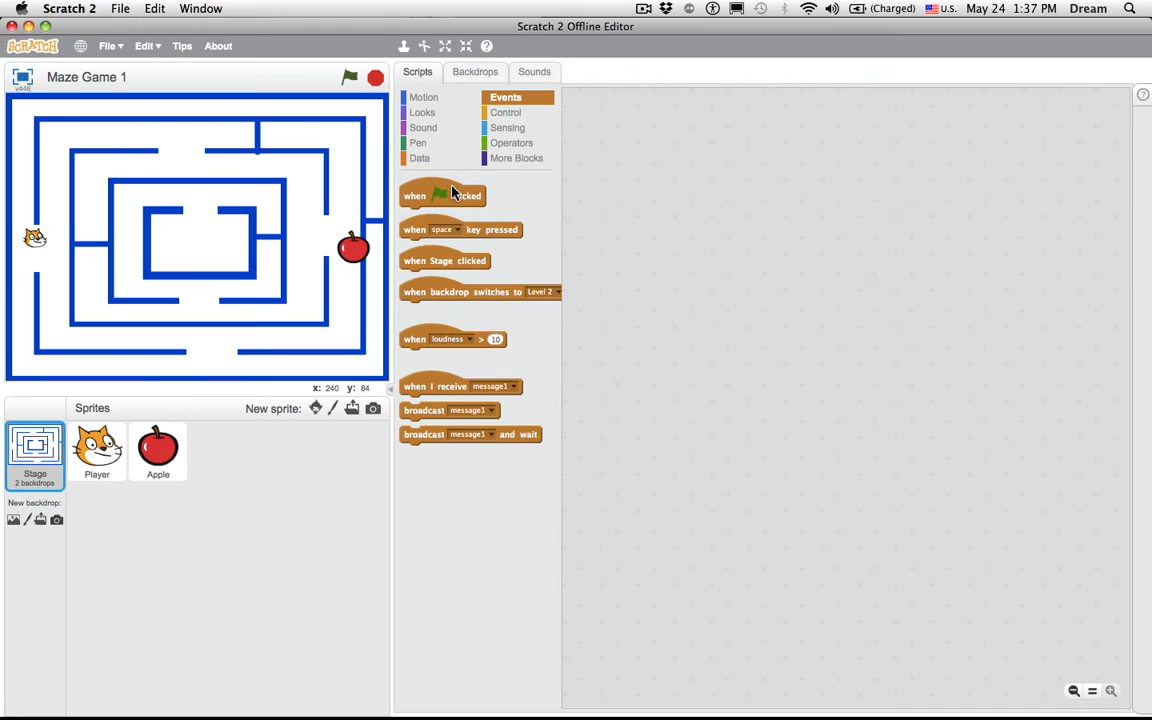 Scratch 2 File Edit Window (Charged) U.S. May 24 1:37 PM Dream
Scratch 2 Offline Editor
SCRATCH File▾ Edit▾ Tips About
v446 Maze Game 1
Scripts Backdrops Sounds
Motion Events
Looks Control
Sound Sensing
Pen Operators
Data More Blocks
when clicked
when space key pressed
when Stage clicked
when backdrop switches to Level 2
when loudness > 10
when I receive message1
broadcast message1
broadcast message1 and wait
x: 240 y: 84
Sprites New sprite:
Stage
2 backdrops
Player
Apple
New backdrop: